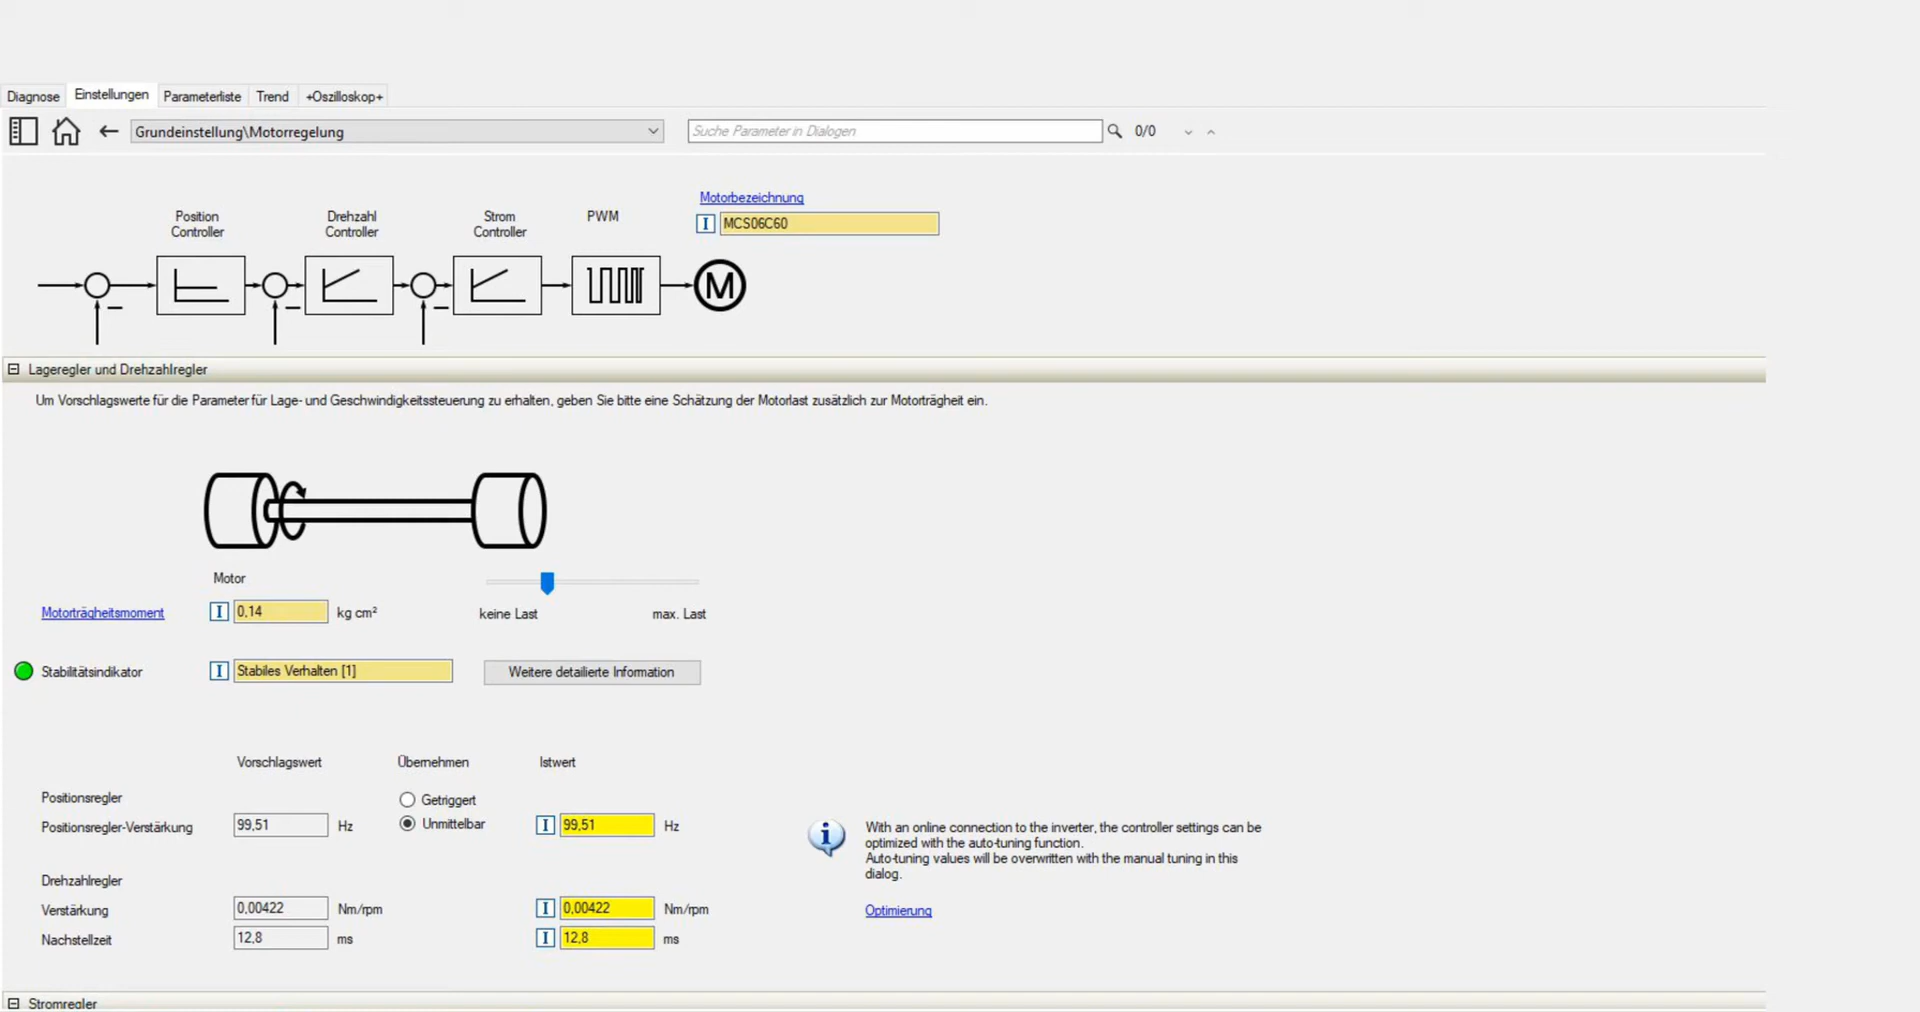 Diagnose Einstellungen Parameterliste Trend +Oszilloskop+
Grundeinstellung\Motorregelung Suche Parameter in Dialogen 0/0
Motorbezeichnung
MCS06C60
Position
Controller
Drehzahl
Controller
Strom
Controller
PWM
M
Lageregler und Drehzahlregler
Um Vorschlagswerte für die Parameter für Lage- und Geschwindigkeitssteuerung zu erhalten, geben Sie bitte eine Schätzung der Motorlast zusätzlich zur Motorträgheit ein.
Motor
Motorträgheitsmoment I 0,14 kg cm² keine Last max. Last
Stabilitätsindikator I Stabiles Verhalten [1] Weitere detailierte Information
Vorschlagswert Übernehmen Istwert
Positionsregler Getriggert
Positionsregler-Verstärkung 99,51 Hz Unmittelbar I 99,51 Hz
With an online connection to the inverter, the controller settings can be
optimized with the auto-tuning function.
Auto-tuning values will be overwritten with the manual tuning in this
dialog.
Drehzahlregler
Verstärkung 0,00422 Nm/rpm I 0,00422 Nm/rpm Optimierung
Nachstellzeit 12,8 ms I 12,8 ms
Stromregler